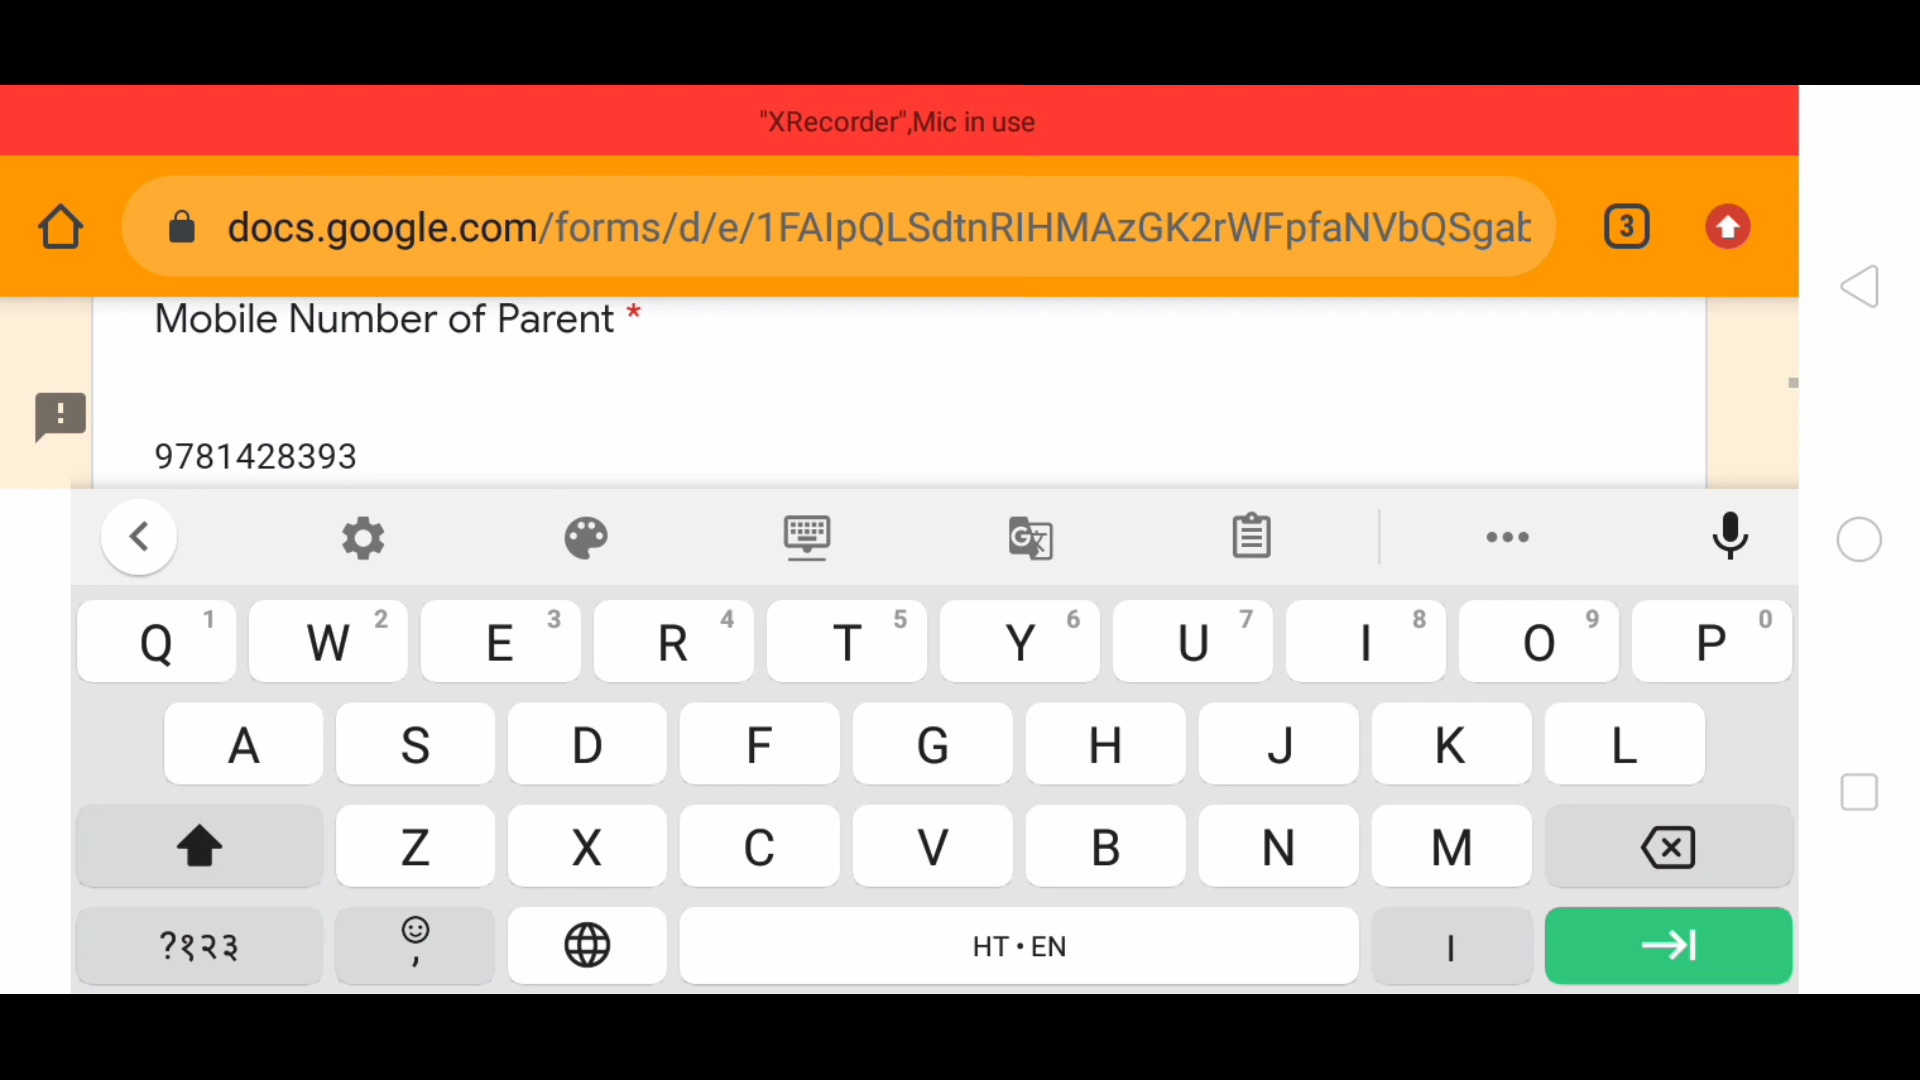 "XRecorder",Mic in use
docs.google.com/forms/d/e/1FAIpQLSdtnRIHMAzGK2rWFpfaNVbQSgab
3
Mobile Number of Parent *
9781428393
Q 1 W 2 E 3 R 4 T 5 Y 6 U 7 I 8 O 9 P 0
A S D F G H J K L
Z X C V B N M
?१२३ , HT • EN ।